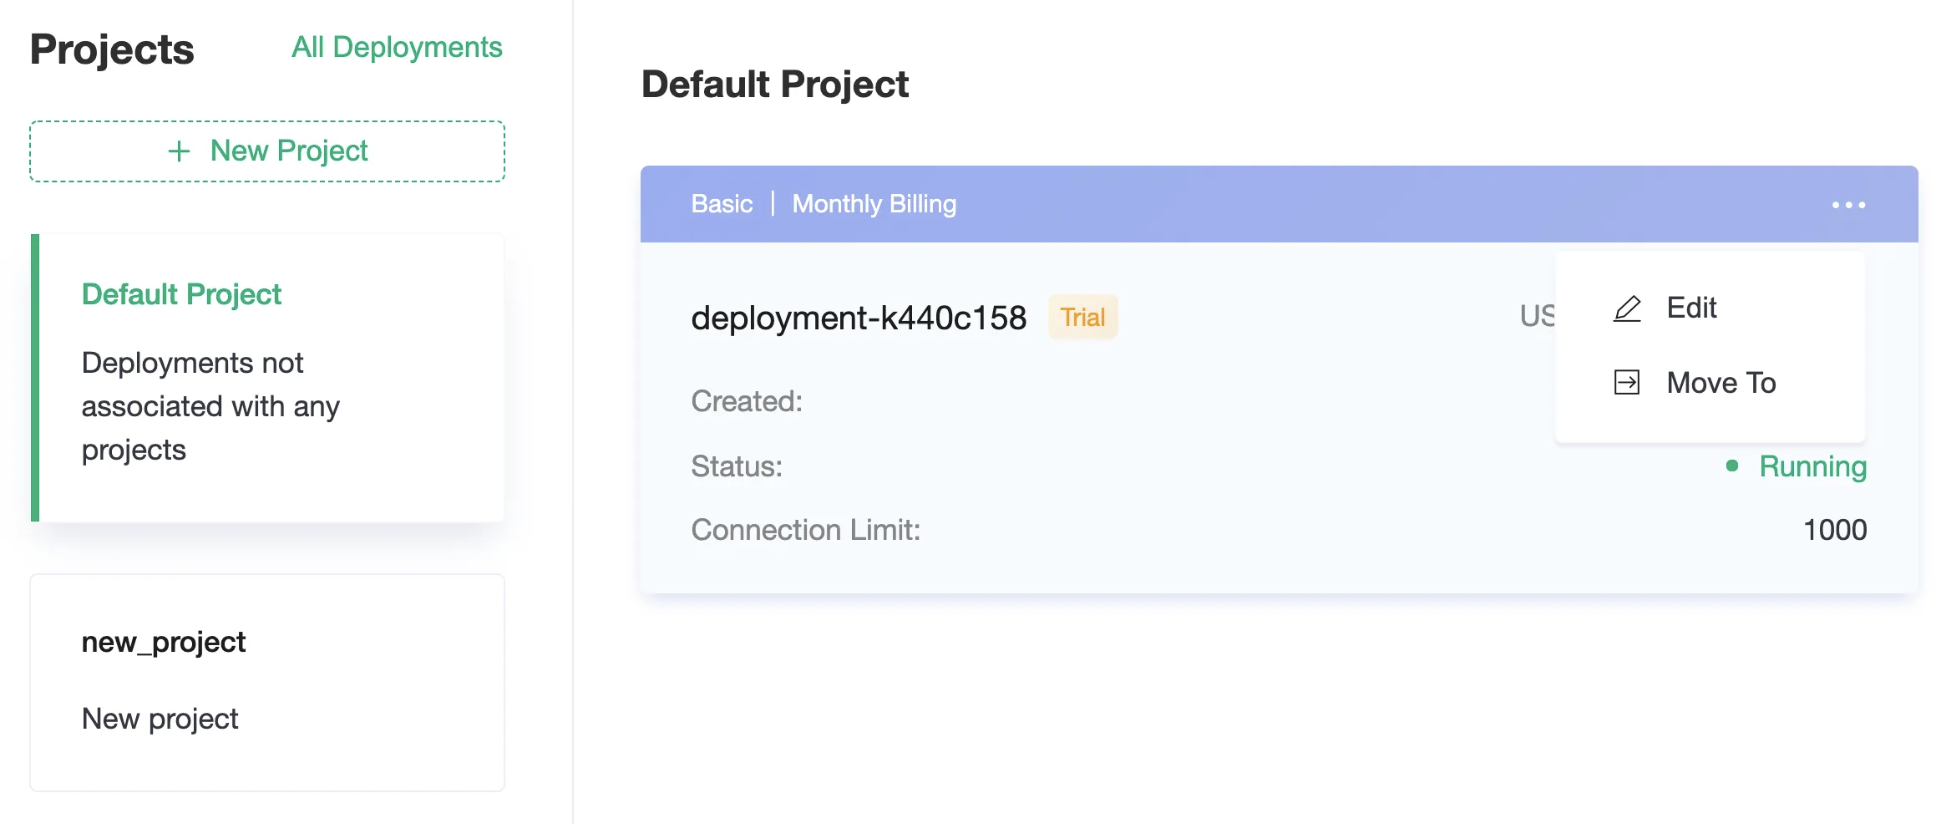 Projects
All Deployments
+ New Project
Default Project
Deployments not
associated with any
projects
new_project
New project
Default Project
Basic | Monthly Billing
deployment-k440c158 Trial
US
Edit
Move To
Created:
Status: Running
Connection Limit: 1000